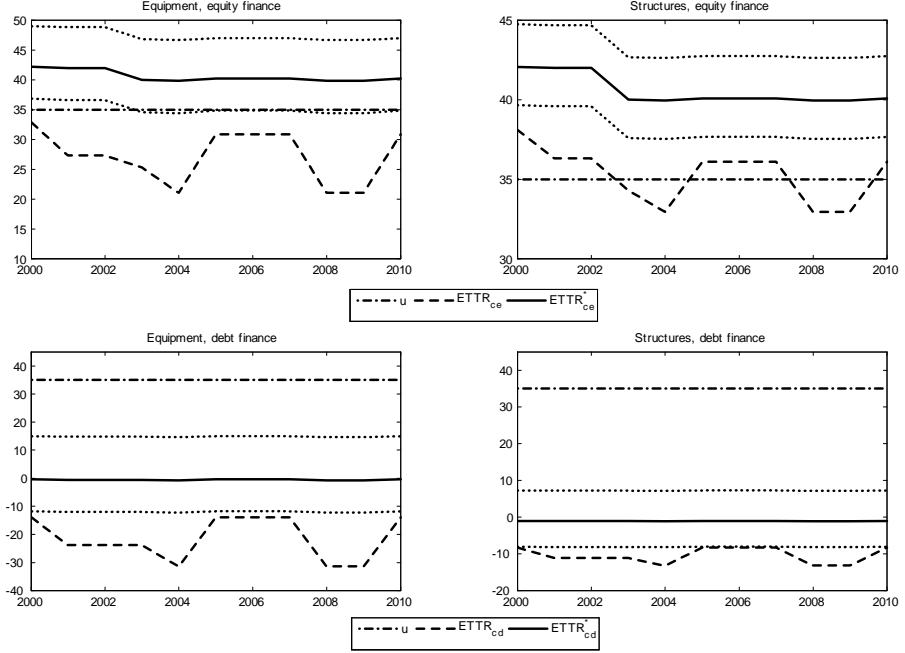 Equipment, equity finance
50
45
40
35
30
25
20
15
10
2000 2002 2004 2006 2008 2010
Structures, equity finance
45
40
35
30
2000 2002 2004 2006 2008 2010
u ETTR_ce ETTR*_ce
Equipment, debt finance
40
30
20
10
0
-10
-20
-30
-40
2000 2002 2004 2006 2008 2010
Structures, debt finance
40
30
20
10
0
-10
-20
2000 2002 2004 2006 2008 2010
u ETTR_cd ETTR*_cd